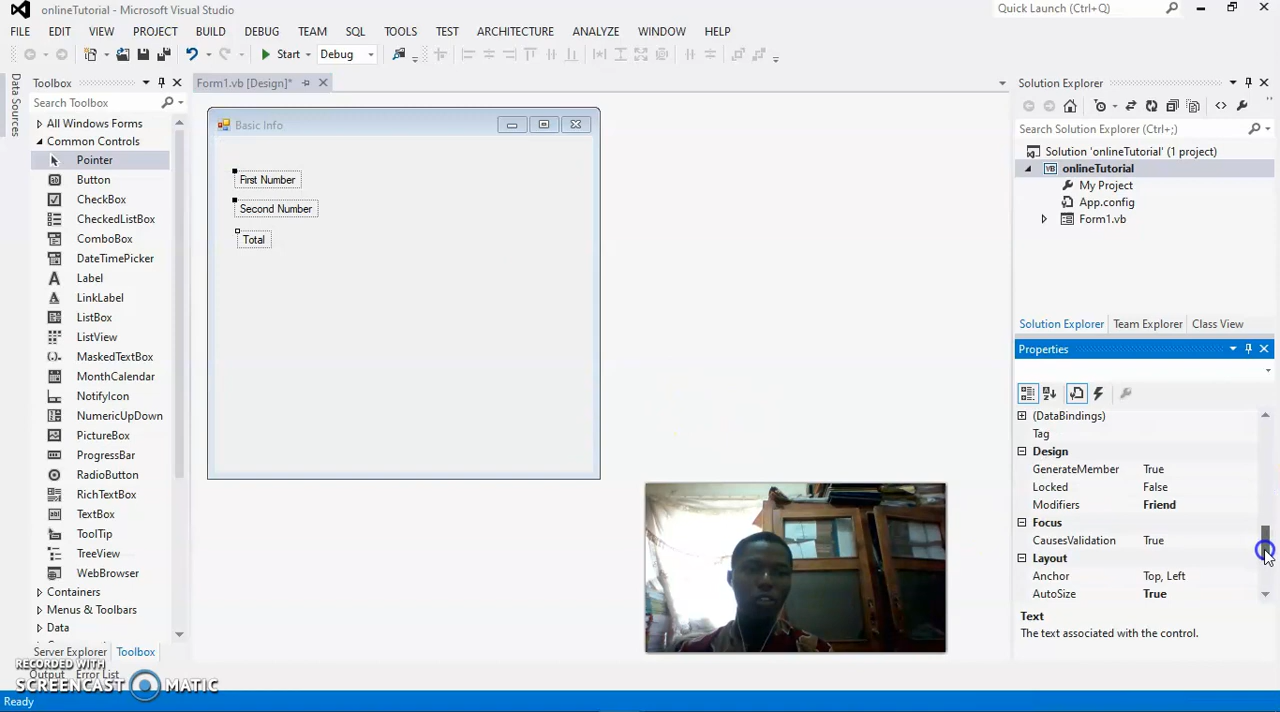 onlineTutorial - Microsoft Visual Studio
Quick Launch (Ctrl+Q)
FILE EDIT VIEW PROJECT BUILD DEBUG TEAM SQL TOOLS TEST ARCHITECTURE ANALYZE WINDOW HELP
Start Debug
Data Sources
Toolbox
Search Toolbox
All Windows Forms
Common Controls
Pointer
Button
CheckBox
CheckedListBox
ComboBox
DateTimePicker
Label
LinkLabel
ListBox
ListView
MaskedTextBox
MonthCalendar
NotifyIcon
NumericUpDown
PictureBox
ProgressBar
RadioButton
RichTextBox
TextBox
ToolTip
TreeView
WebBrowser
Containers
Menus & Toolbars
Data
Server Explorer Toolbox
Output Error List
RECORDED WITH
SCREENCAST MATIC
Ready
Form1.vb [Design]*
Basic Info
First Number
Second Number
Total
Solution Explorer
Search Solution Explorer (Ctrl+;)
Solution 'onlineTutorial' (1 project)
onlineTutorial
My Project
App.config
Form1.vb
Solution Explorer Team Explorer Class View
Properties
(DataBindings)
Tag
Design
GenerateMember True
Locked False
Modifiers Friend
Focus
CausesValidation True
Layout
Anchor Top, Left
AutoSize True
Text
The text associated with the control.